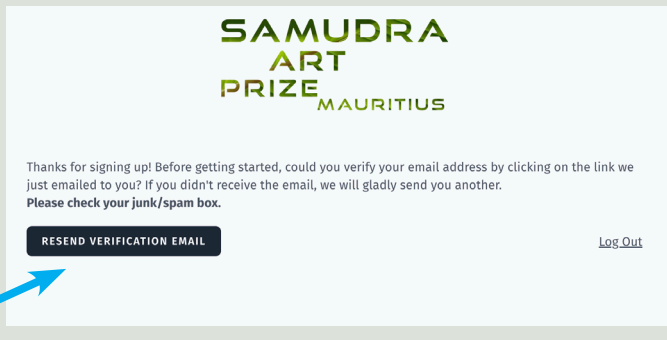 SAMUDRA
ART
PRIZE
MAURITIUS
Thanks for signing up! Before getting started, could you verify your email address by clicking on the link we
just emailed to you? If you didn't receive the email, we will gladly send you another.
Please check your junk/spam box.
RESEND VERIFICATION EMAIL
Log Out